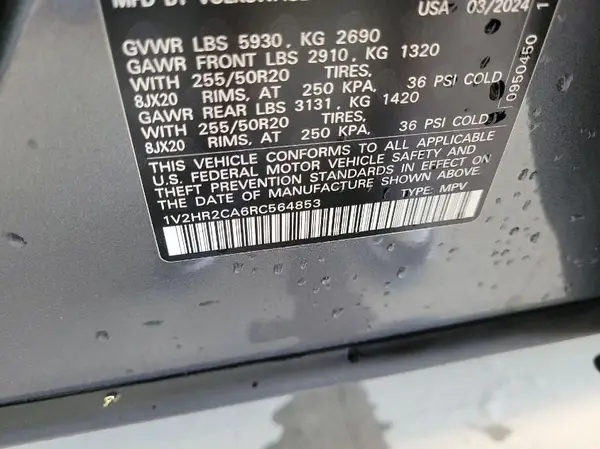 MFD BY VOLKSWAGE
USA 03/2024
GVWR LBS 5930, KG 2690
GAWR FRONT LBS 2910, KG 1320
WITH 255/50R20 TIRES,
8JX20 RIMS, AT 250 KPA, 36 PSI COLD
GAWR REAR LBS 3131, KG 1420
WITH 255/50R20 TIRES,
8JX20 RIMS, AT 250 KPA, 36 PSI COLD
THIS VEHICLE CONFORMS TO ALL APPLICABLE
U.S. FEDERAL MOTOR VEHICLE SAFETY AND
THEFT PREVENTION STANDARDS IN EFFECT ON
THE DATE OF MANUFACTURE SHOWN ABOVE.
1V2HR2CA6RC564853 TYPE: MPV
0950450